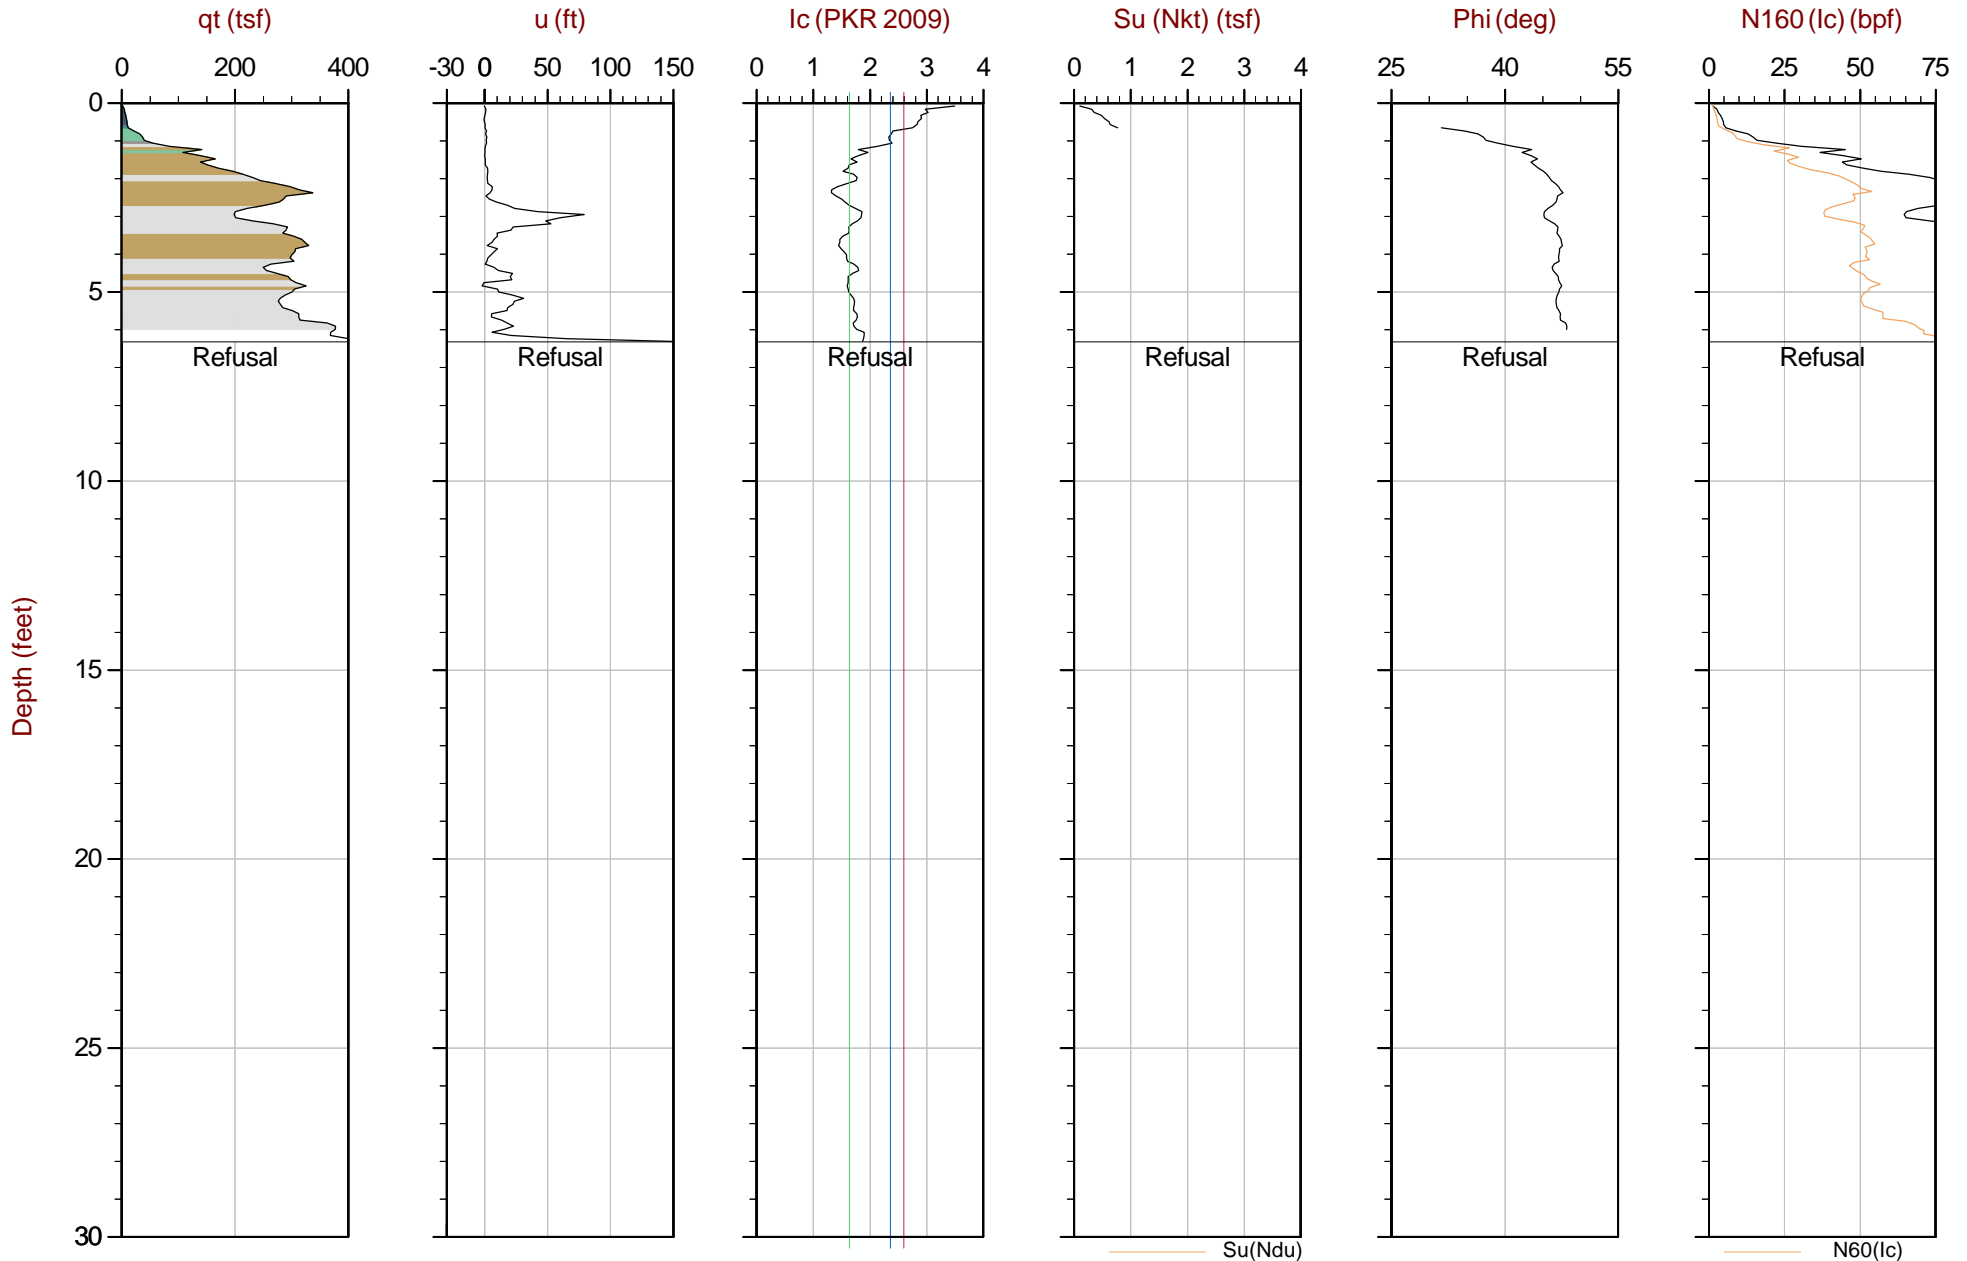 qt (tsf)
u (ft)
Ic (PKR 2009)
Su (Nkt) (tsf)
Phi (deg)
N160 (Ic) (bpf)
0 200 400
-30 0 50 100 150
0 1 2 3 4
0 1 2 3 4
25 40 55
0 25 50 75
0
5
Refusal Refusal Refusal Refusal Refusal Refusal
10
15
Depth (feet)
20
25
30
Su(Ndu)
N60(Ic)